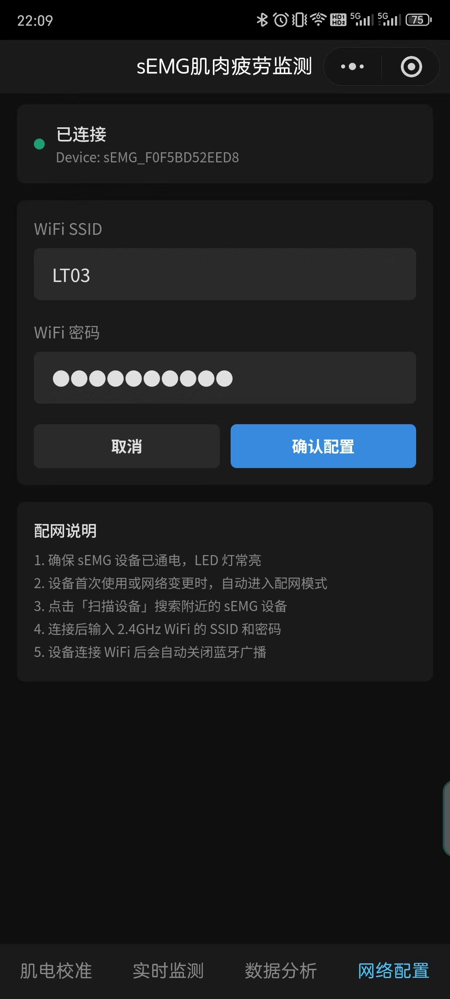 22:09
6
HD1
HD2
5G
5G
75
sEMG肌肉疲劳监测
已连接
Device: sEMG_F0F5BD52EED8
WiFi SSID
LT03
WiFi 密码
取消
确认配置
配网说明
1. 确保 sEMG 设备已通电，LED 灯常亮
2. 设备首次使用或网络变更时，自动进入配网模式
3. 点击「扫描设备」搜索附近的 sEMG 设备
4. 连接后输入 2.4GHz WiFi 的 SSID 和密码
5. 设备连接 WiFi 后会自动关闭蓝牙广播
肌电校准
实时监测
数据分析
网络配置